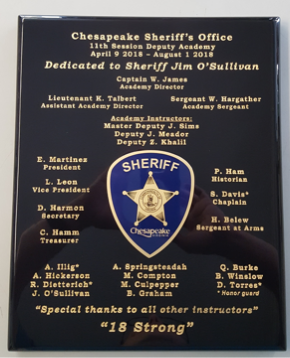 Chesapeake Sheriff's Office
11th Session Deputy Academy
April 9 2018 - August 1 2018
Dedicated to Sheriff Jim O'Sullivan
Captain W. James
Academy Director
Lieutenant K. Talbert
Assistant Academy Director
Sergeant W. Hargather
Academy Sergeant
Academy Instructors:
Master Deputy J. Sims
Deputy J. Meador
Deputy Z. Khalil
E. Martinez
President
L. Leon
Vice President
D. Harmon
Secretary
C. Hamm
Treasurer
SHERIFF
Chesapeake
P. Ham
Historian
S. Davis*
Chaplain
H. Belew
Sergeant at Arms
A. Illig*
A. Hickerson
R. Dietterich*
J. O'Sullivan
A. Springsteadah
M. Compton
M. Culpepper
B. Graham
Q. Burke
B. Winslow
D. Torres*
* Honor guard
"Special thanks to all other instructors"
"18 Strong"